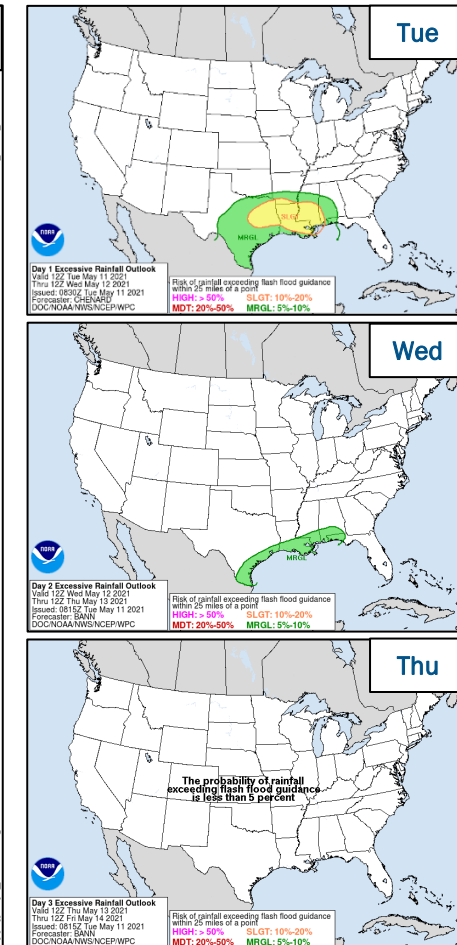 Tue
SLGT
MRGL
NOAA
Day 1 Excessive Rainfall Outlook
Valid 12Z Tue May 11 2021
Thru 12Z Wed May 12 2021
Issued: 0830Z Tue May 11 2021
Forecaster: CHENARD
DOC/NOAA/NWS/NCEP/WPC
Risk of rainfall exceeding flash flood guidance
within 25 miles of a point
HIGH: > 50% SLGT: 10%-20%
MDT: 20%-50% MRGL: 5%-10%
Wed
MRGL
NOAA
Day 2 Excessive Rainfall Outlook
Valid 12Z Wed May 12 2021
Thru 12Z Thu May 13 2021
Issued: 0815Z Tue May 11 2021
Forecaster: BANN
DOC/NOAA/NWS/NCEP/WPC
Risk of rainfall exceeding flash flood guidance
within 25 miles of a point
HIGH: > 50% SLGT: 10%-20%
MDT: 20%-50% MRGL: 5%-10%
Thu
The probability of rainfall
exceeding flash flood guidance
is less than 5 percent
NOAA
Day 3 Excessive Rainfall Outlook
Valid 12Z Thu May 13 2021
Thru 12Z Fri May 14 2021
Issued: 0815Z Tue May 11 2021
Forecaster: BANN
DOC/NOAA/NWS/NCEP/WPC
Risk of rainfall exceeding flash flood guidance
within 25 miles of a point
HIGH: > 50% SLGT: 10%-20%
MDT: 20%-50% MRGL: 5%-10%